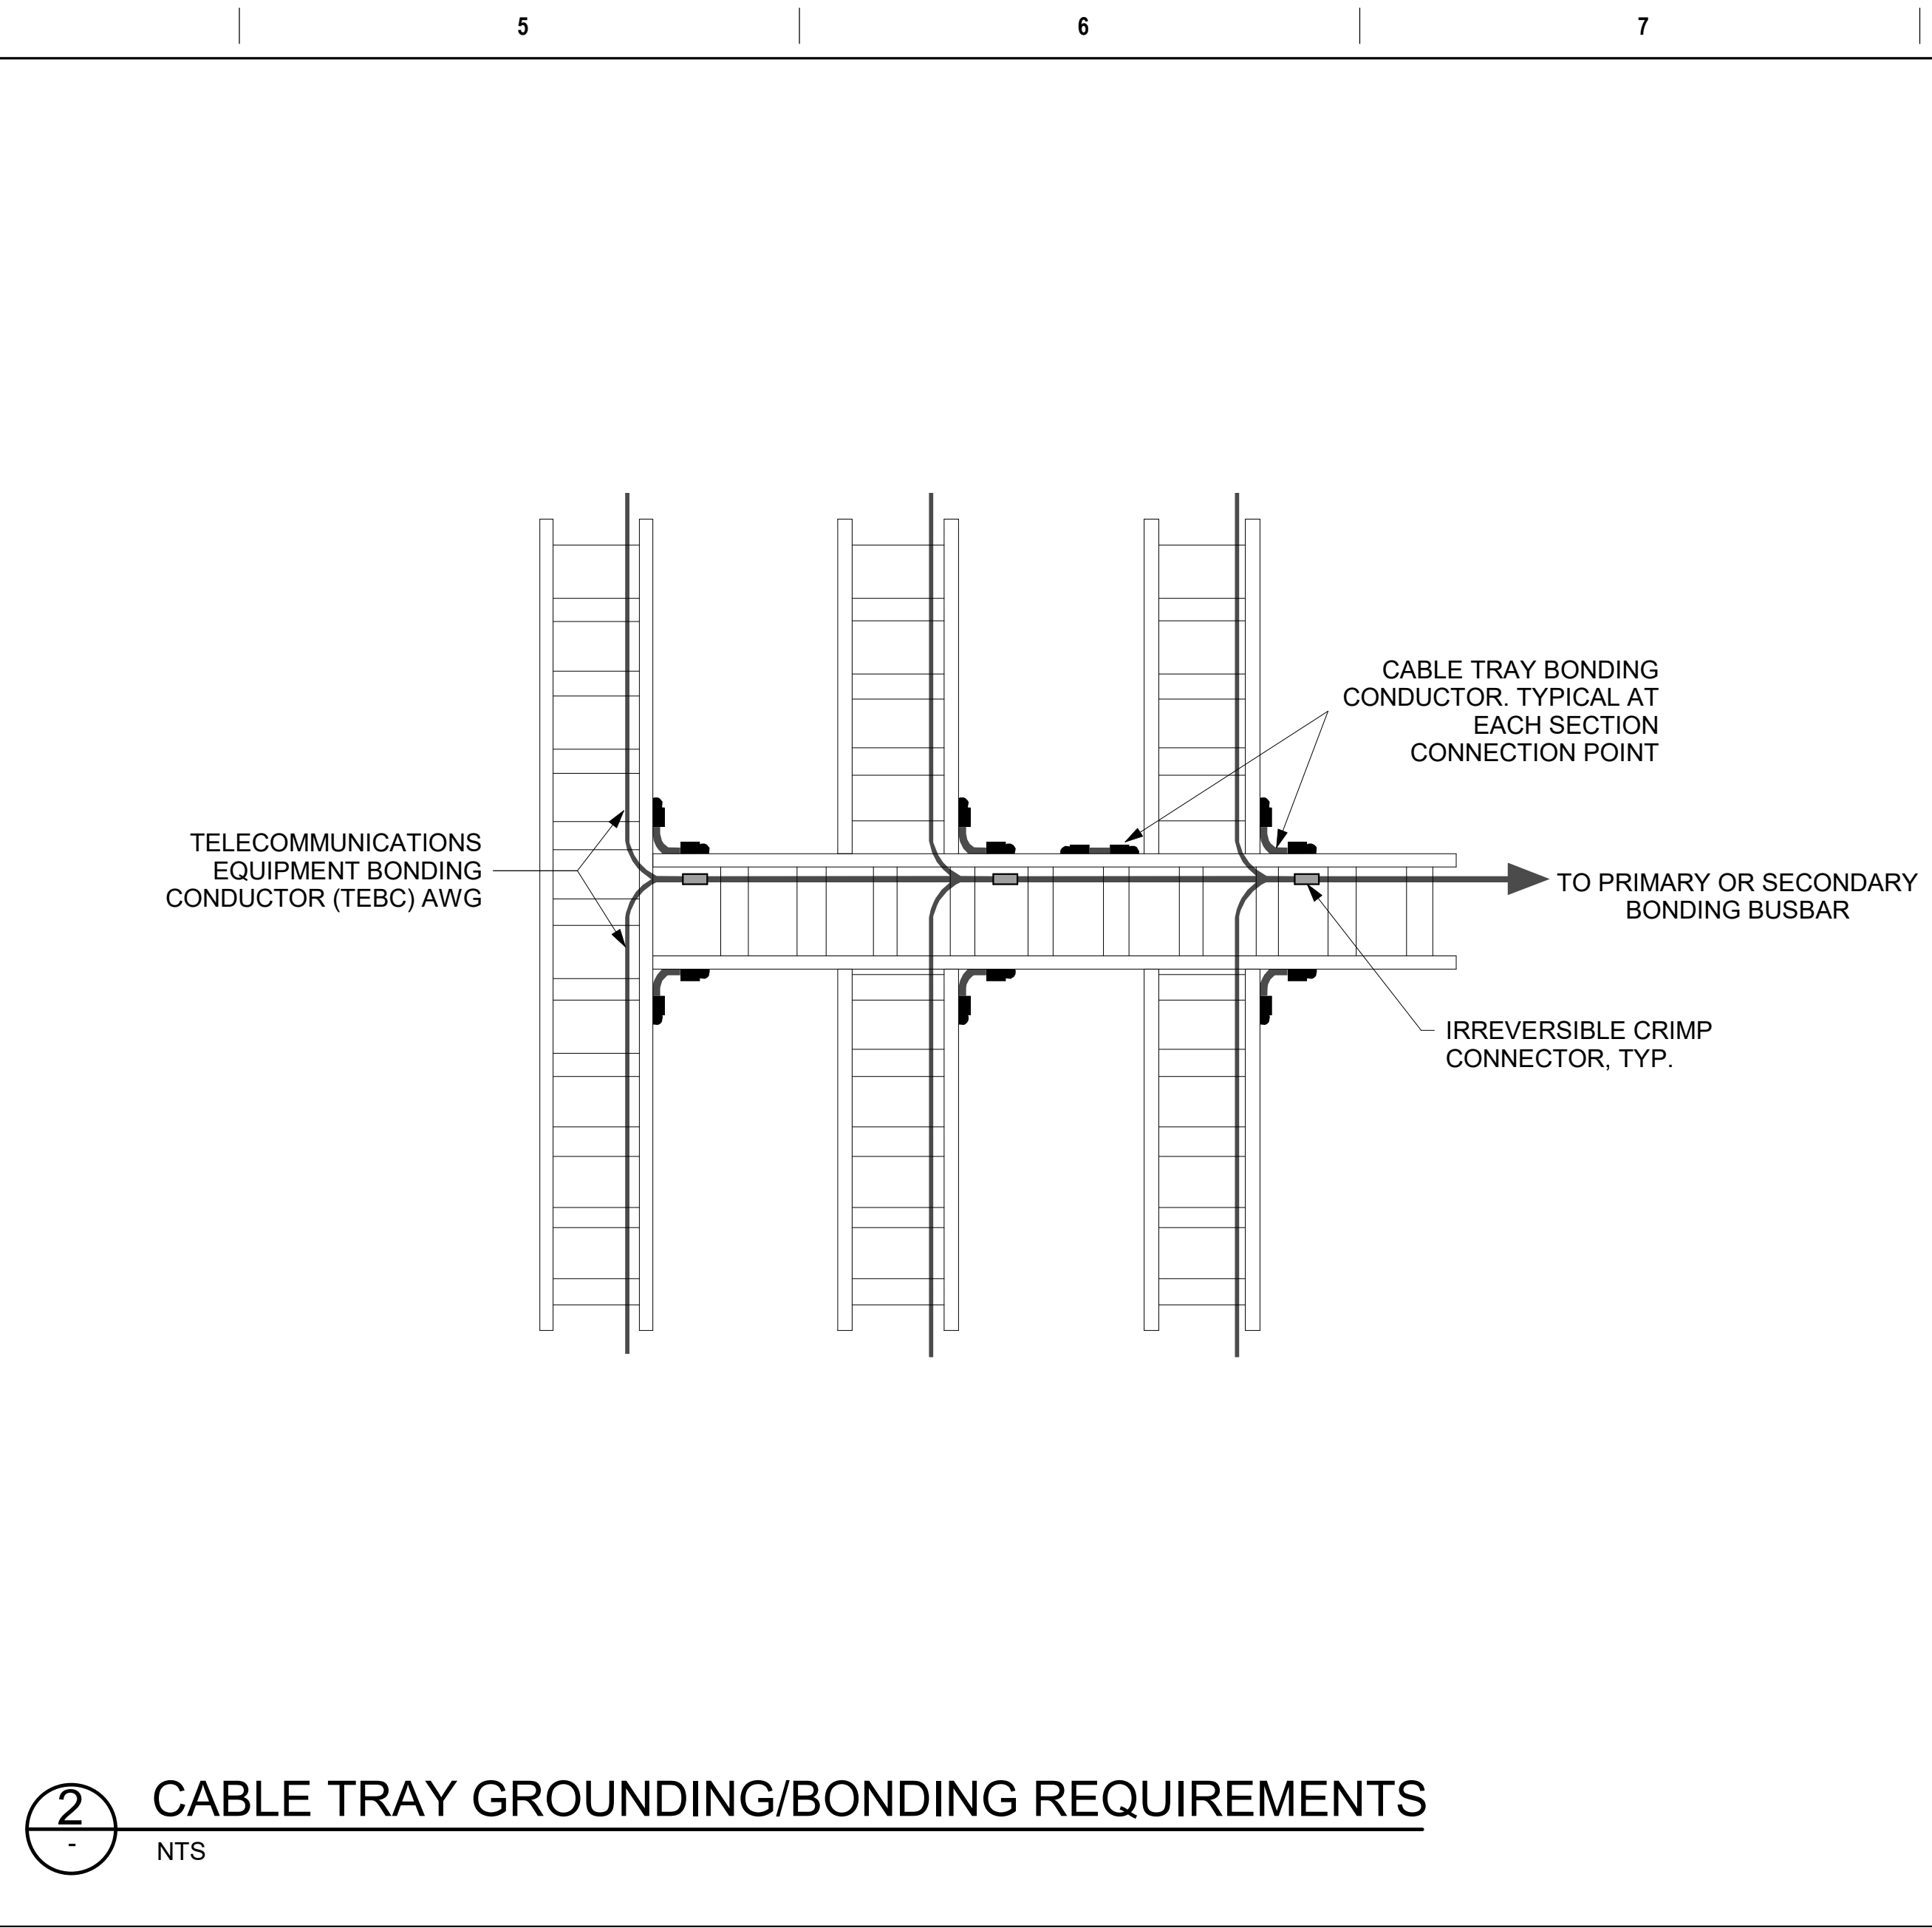 5
6
7
CABLE TRAY BONDING
CONDUCTOR. TYPICAL AT
EACH SECTION
CONNECTION POINT
TELECOMMUNICATIONS
EQUIPMENT BONDING
CONDUCTOR (TEBC) AWG
TO PRIMARY OR SECONDARY
BONDING BUSBAR
IRREVERSIBLE CRIMP
CONNECTOR, TYP.
2
-
CABLE TRAY GROUNDING/BONDING REQUIREMENTS
NTS